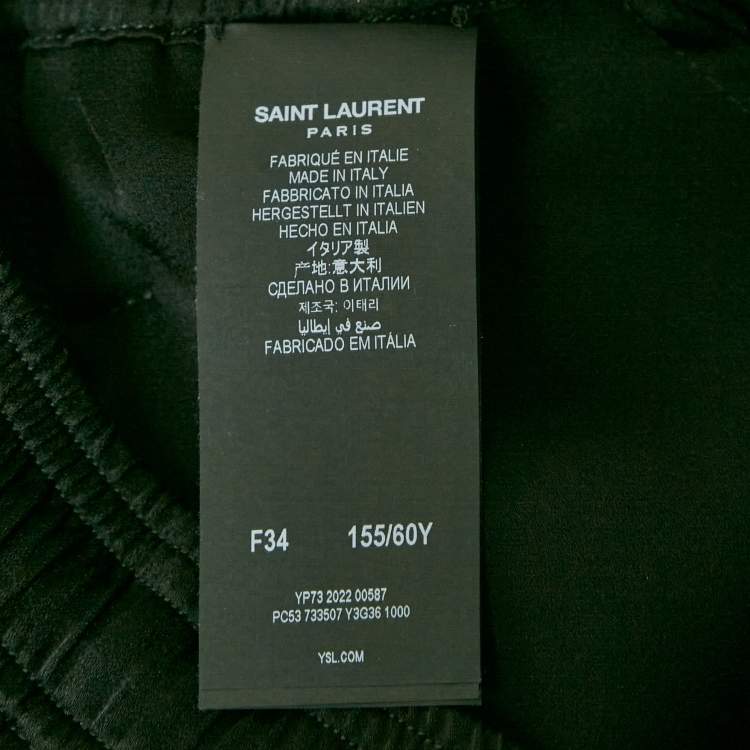 SAINT LAURENT
PARIS
FABRIQUÉ EN ITALIE
MADE IN ITALY
FABBRICATO IN ITALIA
HERGESTELLT IN ITALIEN
HECHO EN ITALIA
イタリア製
产地:意大利
СДЕЛАНО В ИТАЛИИ
제조국: 이태리
صنع في إيطاليا
FABRICADO EM ITÁLIA
F34 155/60Y
YP73 2022 00587
PC53 733507 Y3G36 1000
YSL.COM